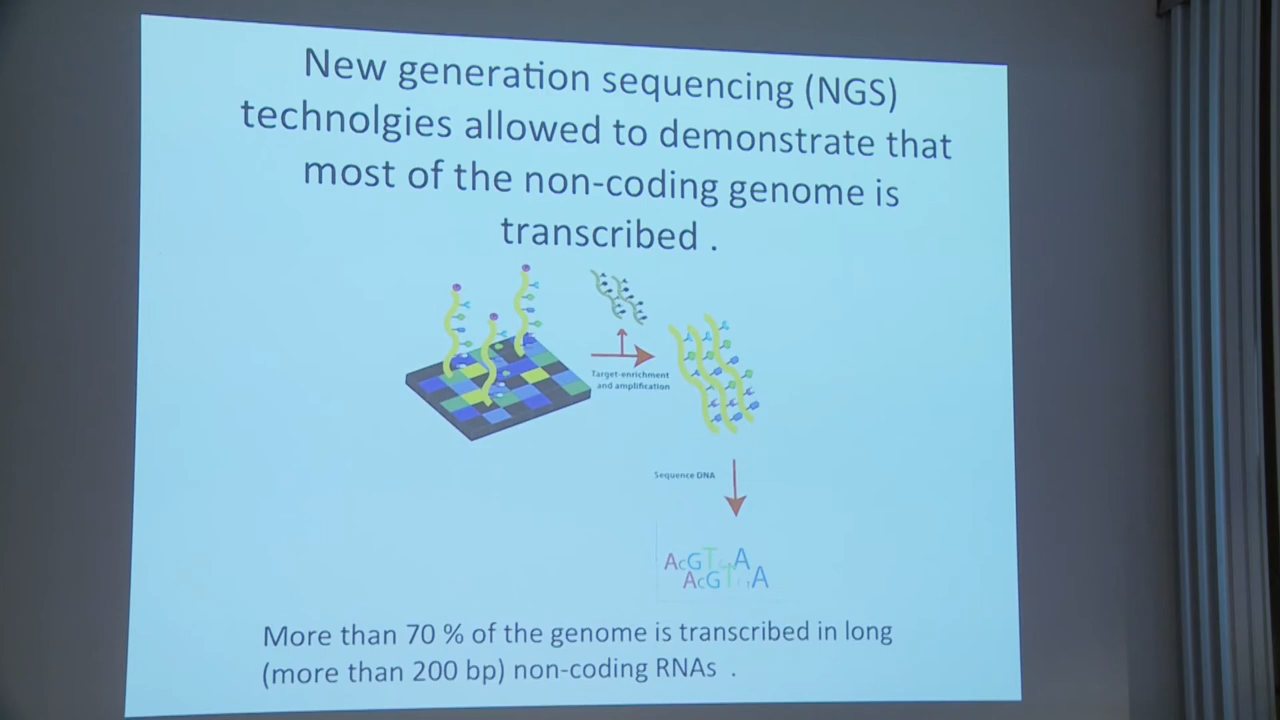 New generation sequencing (NGS)
technolgies allowed to demonstrate that
most of the non-coding genome is
transcribed .
Target-enrichment
and amplification
Sequence DNA
AcGT A
AcGT A
More than 70 % of the genome is transcribed in long
(more than 200 bp) non-coding RNAs .